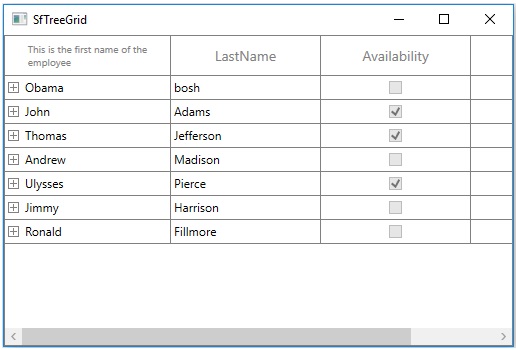 SfTreeGrid
This is the first name of the
employee
LastName
Availability
Obama bosh
John Adams
Thomas Jefferson
Andrew Madison
Ulysses Pierce
Jimmy Harrison
Ronald Fillmore